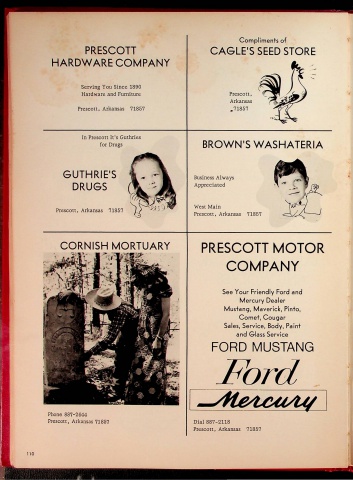 PRESCOTT
HARDWARE COMPANY
Serving You Since 1890
Hardware and Furniture
Prescott, Arkansas 71857
Compliments of
CAGLE'S SEED STORE
Prescott,
Arkansas
71857
In Prescott It's Guthries
for Drugs
GUTHRIE'S
DRUGS
Prescott, Arkansas 71857
BROWN'S WASHATERIA
Business Always
Appreciated
West Main
Prescott, Arkansas 71857
CORNISH MORTUARY
Phone 887-2644
Prescott, Arkansas 71857
PRESCOTT MOTOR
COMPANY
See Your Friendly Ford and
Mercury Dealer
Mustang, Maverick, Pinto,
Comet, Cougar
Sales, Service, Body, Paint
and Glass Service
FORD MUSTANG
Ford
Mercury
Dial 887-2118
Prescott, Arkansas 71857
110